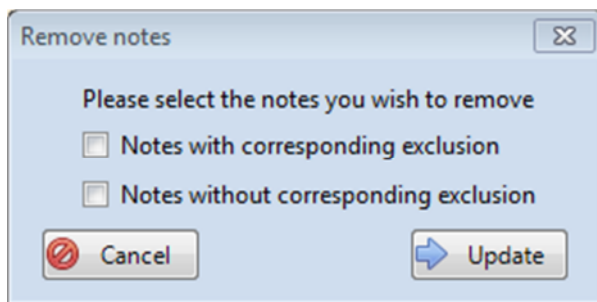 Remove notes
Please select the notes you wish to remove
Notes with corresponding exclusion
Notes without corresponding exclusion
Cancel Update